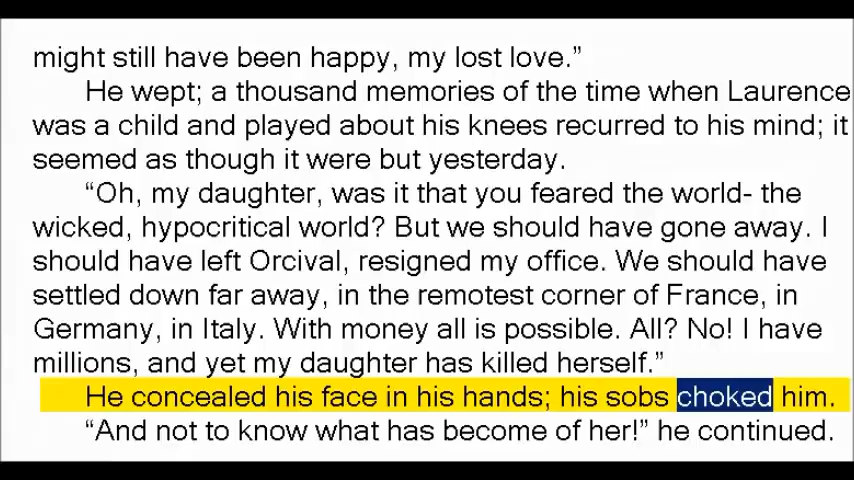 might still have been happy, my lost love.”
He wept; a thousand memories of the time when Laurence
was a child and played about his knees recurred to his mind; it
seemed as though it were but yesterday.
“Oh, my daughter, was it that you feared the world- the
wicked, hypocritical world? But we should have gone away. I
should have left Orcival, resigned my office. We should have
settled down far away, in the remotest corner of France, in
Germany, in Italy. With money all is possible. All? No! I have
millions, and yet my daughter has killed herself.”
He concealed his face in his hands; his sobs choked him.
“And not to know what has become of her!” he continued.